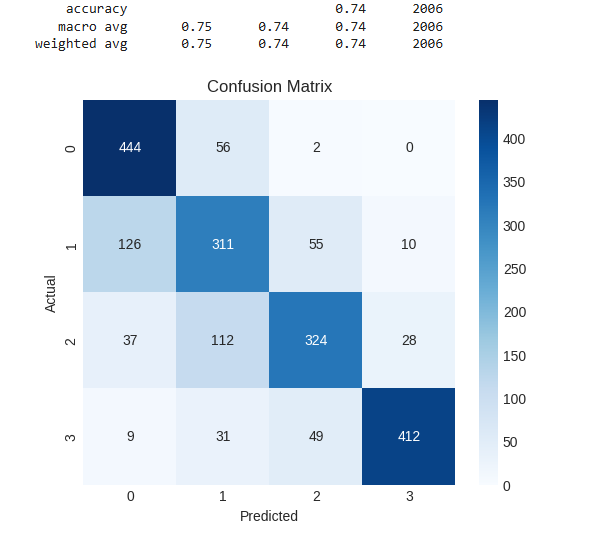 accuracy 0.74 2006
macro avg 0.75 0.74 0.74 2006
weighted avg 0.75 0.74 0.74 2006
Confusion Matrix
0 444 56 2 0
1 126 311 55 10
2 37 112 324 28
3 9 31 49 412
0 1 2 3
Predicted
Actual
400
350
300
250
200
150
100
50
0